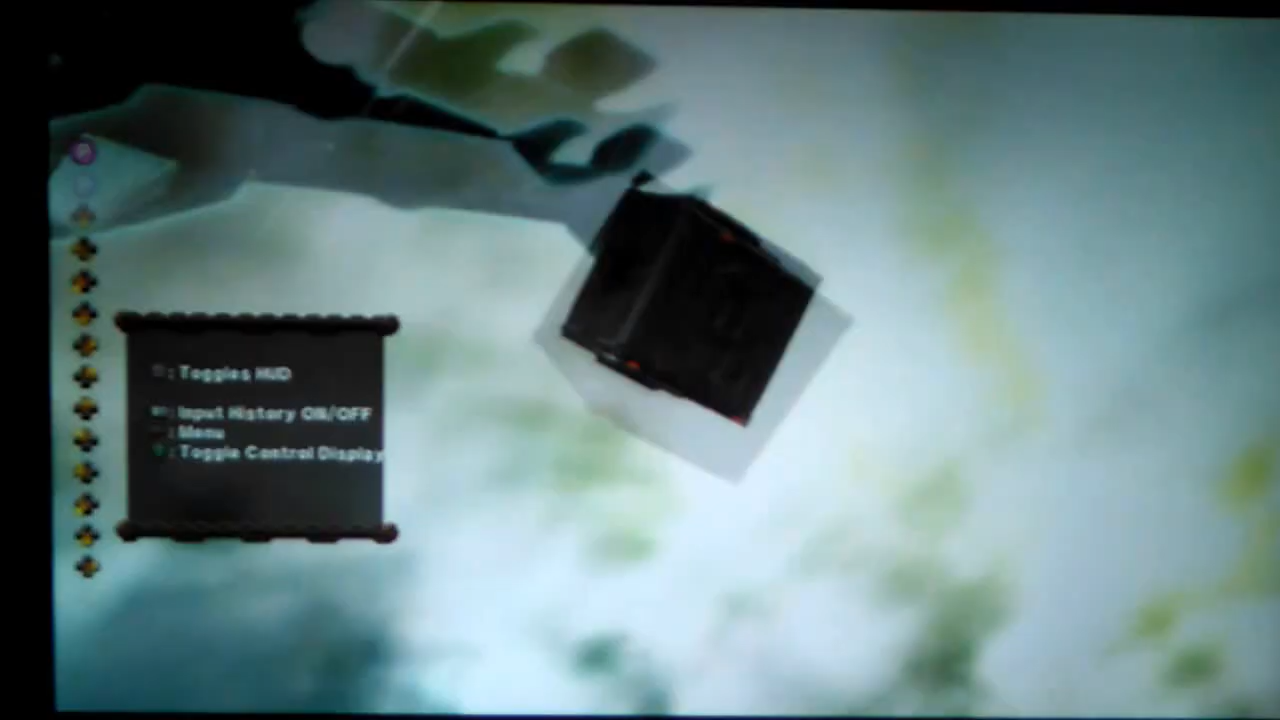 : Toggles HUD
: Input History ON/OFF
: Menu
: Toggle Control Display